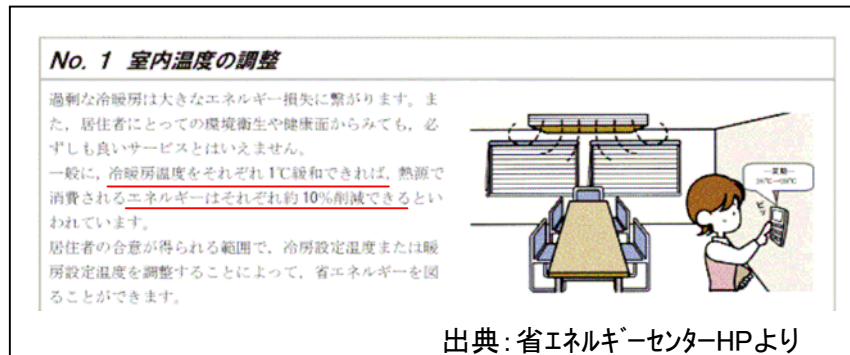 No. 1 室内温度の調整
過剰な冷暖房は大きなエネルギー損失に繋がります。ま
た，居住者にとっての環境衛生や健康面からみても，必
ずしも良いサービスとはいえません。
一般に，冷暖房温度をそれぞれ1℃緩和できれば，熱源で
消費されるエネルギーはそれぞれ約10%削減できるとい
われています。
居住者の合意が得られる範囲で，冷房設定温度または暖
房設定温度を調整することによって，省エネルギーを図
ることができます。
ピッ
出典：省ｴﾈﾙｷﾞｰｾﾝﾀｰHPより